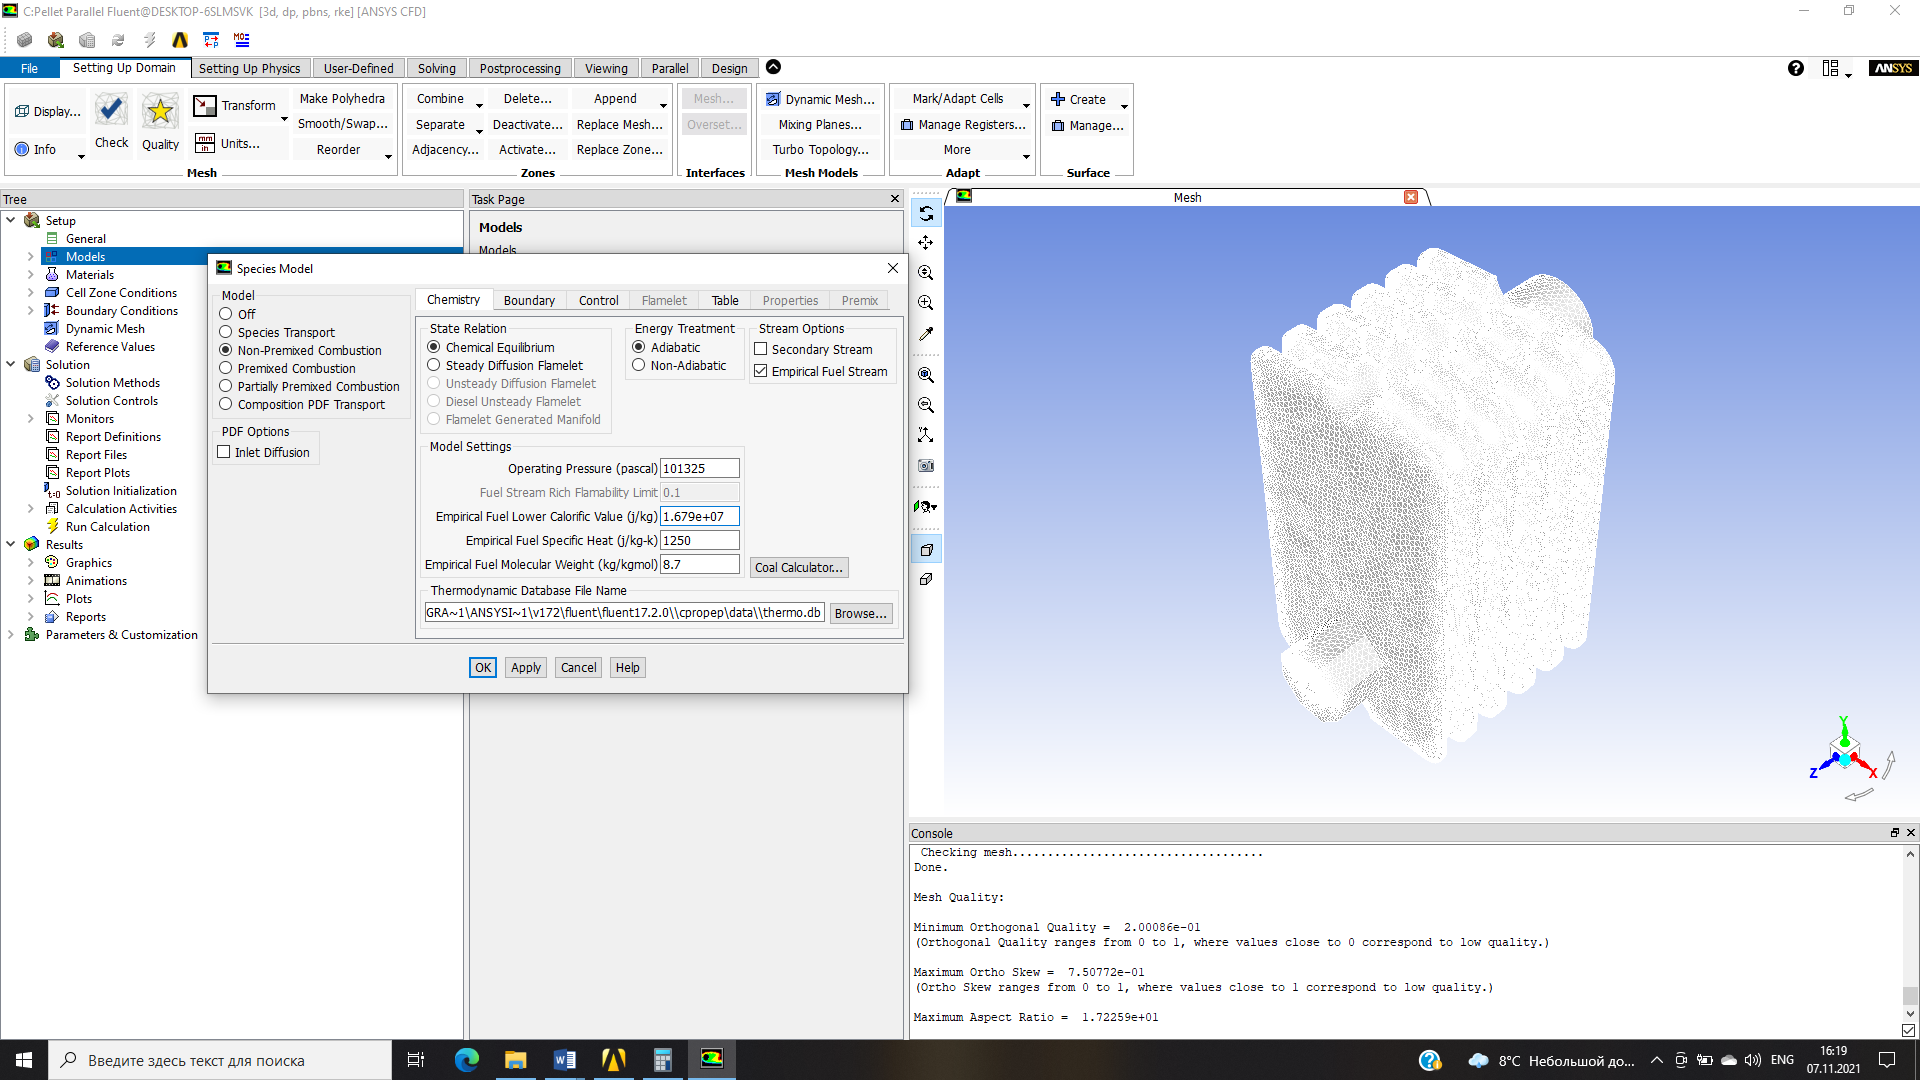 C:Pellet Parallel Fluent@DESKTOP-6SLMSVK [3d, dp, pbns, rke] [ANSYS CFD]
File
Setting Up Domain
Setting Up Physics
User-Defined
Solving
Postprocessing
Viewing
Parallel
Design
ANSYS
Display...
Info
Check
Quality
Transform
Units...
Make Polyhedra
Smooth/Swap...
Reorder
Mesh
Combine
Separate
Adjacency...
Delete...
Deactivate...
Activate...
Append
Replace Mesh...
Replace Zone...
Zones
Mesh...
Overset...
Interfaces
Dynamic Mesh...
Mixing Planes...
Turbo Topology...
Mesh Models
Mark/Adapt Cells
Manage Registers...
More
Adapt
Create
Manage...
Surface
Tree
Setup
General
Models
Materials
Cell Zone Conditions
Boundary Conditions
Dynamic Mesh
Reference Values
Solution
Solution Methods
Solution Controls
Monitors
Report Definitions
Report Files
Report Plots
Solution Initialization
Calculation Activities
Run Calculation
Results
Graphics
Animations
Plots
Reports
Parameters & Customization
Task Page
Models
Models
Species Model
Model
Off
Species Transport
Non-Premixed Combustion
Premixed Combustion
Partially Premixed Combustion
Composition PDF Transport
PDF Options
Inlet Diffusion
Chemistry
Boundary
Control
Flamelet
Table
Properties
Premix
State Relation
Chemical Equilibrium
Steady Diffusion Flamelet
Unsteady Diffusion Flamelet
Diesel Unsteady Flamelet
Flamelet Generated Manifold
Energy Treatment
Adiabatic
Non-Adiabatic
Stream Options
Secondary Stream
Empirical Fuel Stream
Model Settings
Operating Pressure (pascal) 101325
Fuel Stream Rich Flamability Limit 0.1
Empirical Fuel Lower Calorific Value (j/kg) 1.679e+07
Empirical Fuel Specific Heat (j/kg-k) 1250
Empirical Fuel Molecular Weight (kg/kgmol) 8.7
Coal Calculator...
Thermodynamic Database File Name
GRA~1\ANSYSI~1\v172\fluent\fluent17.2.0\\cpropep\data\\thermo.db
Browse...
OK
Apply
Cancel
Help
Mesh
Y
Z
X
Console
Checking mesh....................................
Done.
Mesh Quality:
Minimum Orthogonal Quality = 2.00086e-01
(Orthogonal Quality ranges from 0 to 1, where values close to 0 correspond to low quality.)
Maximum Ortho Skew = 7.50772e-01
(Ortho Skew ranges from 0 to 1, where values close to 1 correspond to low quality.)
Maximum Aspect Ratio = 1.72259e+01
Введите здесь текст для поиска
8°C Небольшой до...
ENG
16:19
07.11.2021